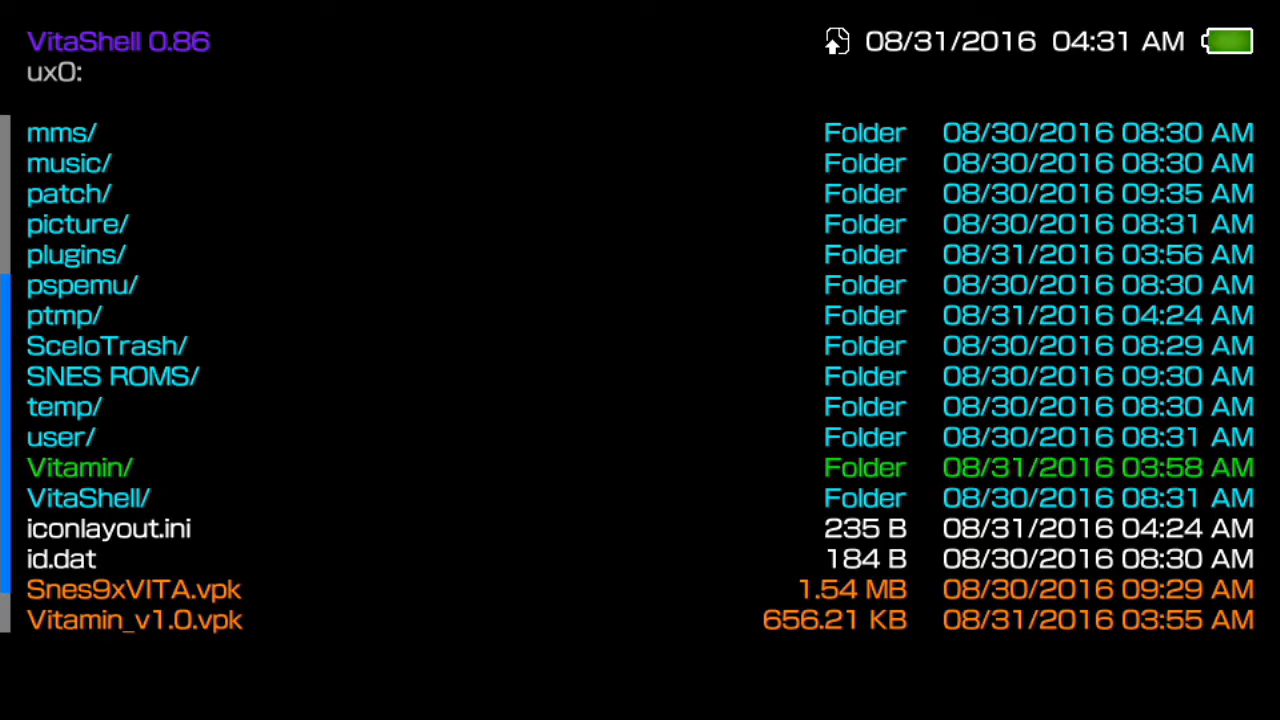 VitaShell 0.86 08/31/2016 04:31 AM
ux0:
mms/ Folder 08/30/2016 08:30 AM
music/ Folder 08/30/2016 08:30 AM
patch/ Folder 08/30/2016 09:35 AM
picture/ Folder 08/30/2016 08:31 AM
plugins/ Folder 08/31/2016 03:56 AM
pspemu/ Folder 08/30/2016 08:30 AM
ptmp/ Folder 08/31/2016 04:24 AM
SceIoTrash/ Folder 08/30/2016 08:29 AM
SNES ROMS/ Folder 08/30/2016 09:30 AM
temp/ Folder 08/30/2016 08:30 AM
user/ Folder 08/30/2016 08:31 AM
Vitamin/ Folder 08/31/2016 03:58 AM
VitaShell/ Folder 08/30/2016 08:31 AM
iconlayout.ini 235 B 08/31/2016 04:24 AM
id.dat 184 B 08/30/2016 08:30 AM
Snes9xVITA.vpk 1.54 MB 08/30/2016 09:29 AM
Vitamin_v1.0.vpk 656.21 KB 08/31/2016 03:55 AM